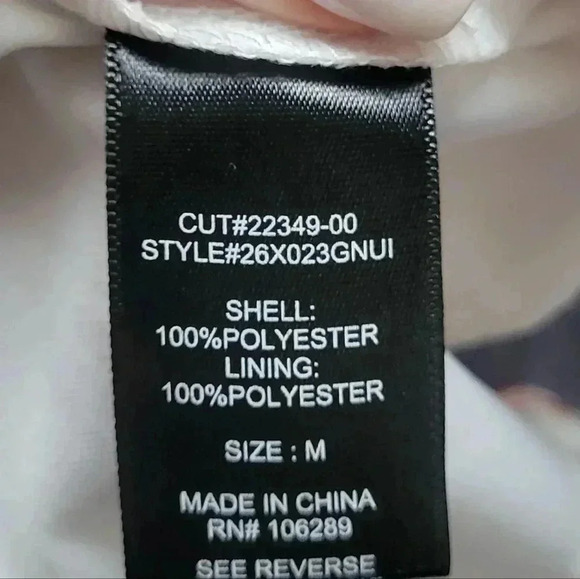 CUT#22349-00
STYLE#26X023GNUI
SHELL:
100%POLYESTER
LINING:
100%POLYESTER
SIZE : M
MADE IN CHINA
RN# 106289
SEE REVERSE